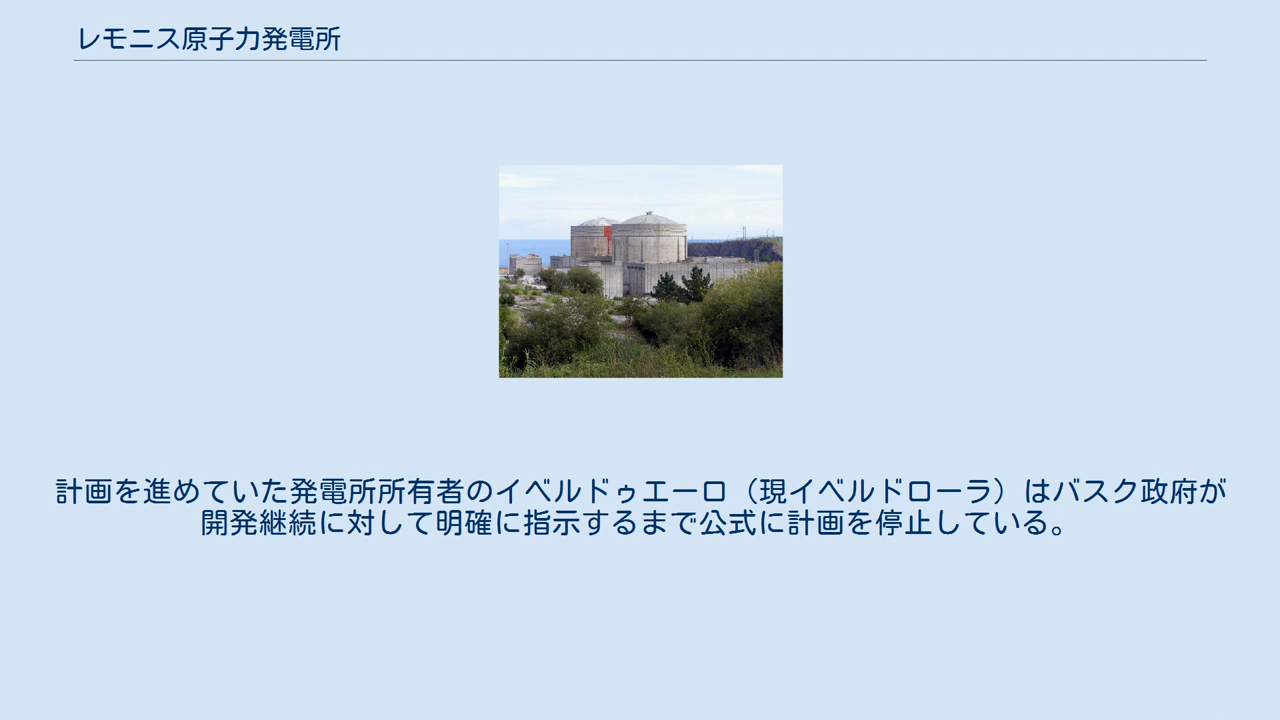 レモニス原子力発電所
計画を進めていた発電所所有者のイベルドゥエーロ（現イベルドローラ）はバスク政府が
開発継続に対して明確に指示するまで公式に計画を停止している。